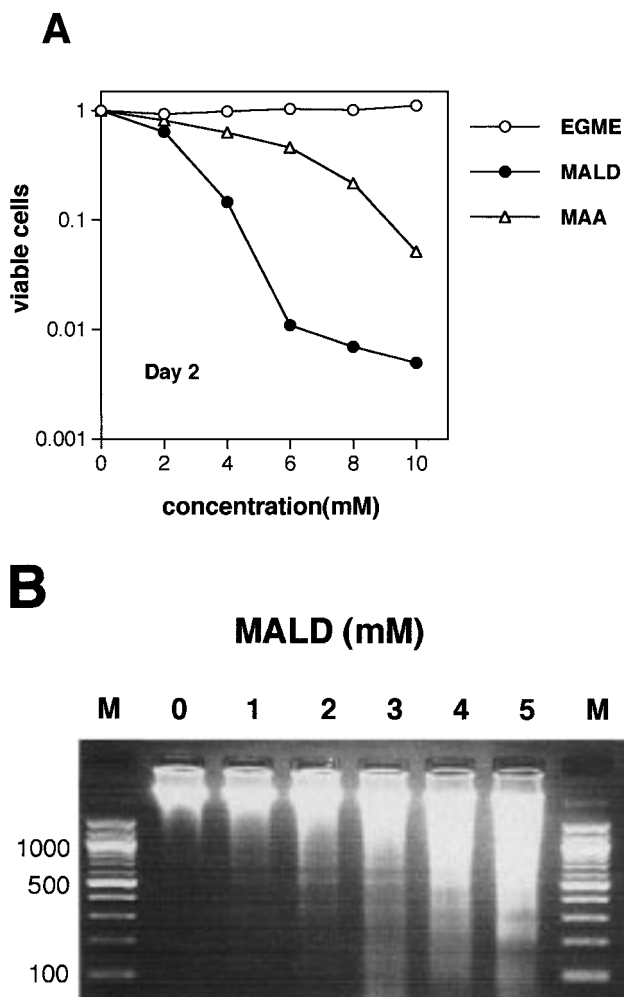 A
1
0.1
0.01
0.001
viable cells
Day 2
0 2 4 6 8 10
concentration(mM)
EGME
MALD
MAA
B
MALD (mM)
M 0 1 2 3 4 5 M
1000
500
100